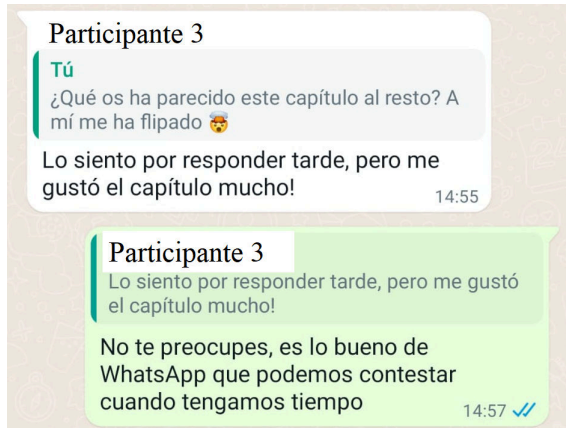 Participante 3
Tú
¿Qué os ha parecido este capítulo al resto? A
mí me ha flipado 🤯
Lo siento por responder tarde, pero me
gustó el capítulo mucho!
14:55
Participante 3
Lo siento por responder tarde, pero me gustó
el capítulo mucho!
No te preocupes, es lo bueno de
WhatsApp que podemos contestar
cuando tengamos tiempo
14:57